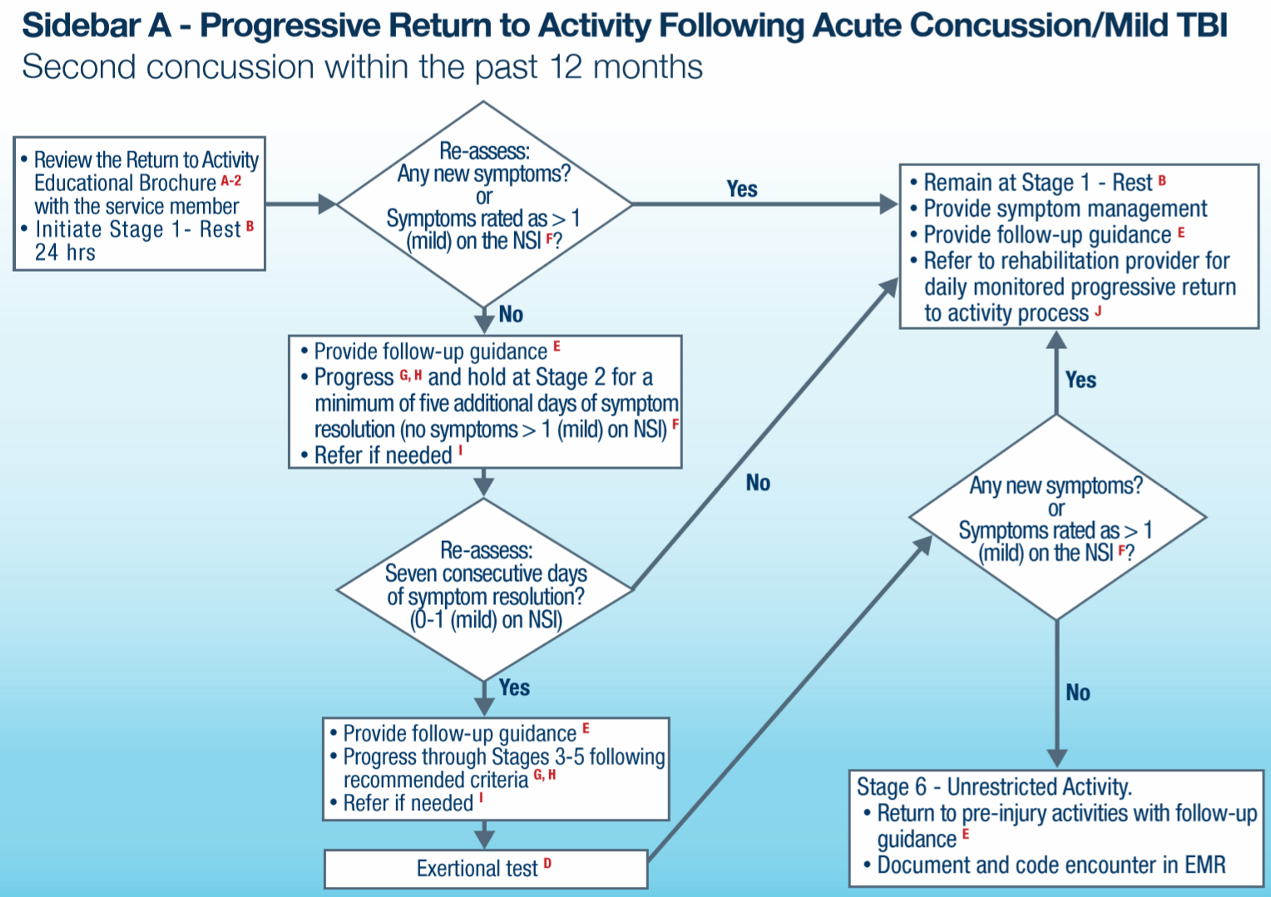 Sidebar A - Progressive Return to Activity Following Acute Concussion/Mild TBI
Second concussion within the past 12 months
• Review the Return to Activity
Educational Brochure A-2
with the service member
• Initiate Stage 1- Rest B
24 hrs
Re-assess:
Any new symptoms?
or
Symptoms rated as > 1
(mild) on the NSI F?
Yes
• Remain at Stage 1 - Rest B
• Provide symptom management
• Provide follow-up guidance E
• Refer to rehabilitation provider for
daily monitored progressive return
to activity process J
No
• Provide follow-up guidance E
• Progress G, H and hold at Stage 2 for a
minimum of five additional days of symptom
resolution (no symptoms > 1 (mild) on NSI) F
• Refer if needed I
Re-assess:
Seven consecutive days
of symptom resolution?
(0-1 (mild) on NSI)
No
Yes
• Provide follow-up guidance E
• Progress through Stages 3-5 following
recommended criteria G, H
• Refer if needed I
Exertional test D
Any new symptoms?
or
Symptoms rated as > 1
(mild) on the NSI F?
Yes
No
Stage 6 - Unrestricted Activity.
• Return to pre-injury activities with follow-up
guidance E
• Document and code encounter in EMR